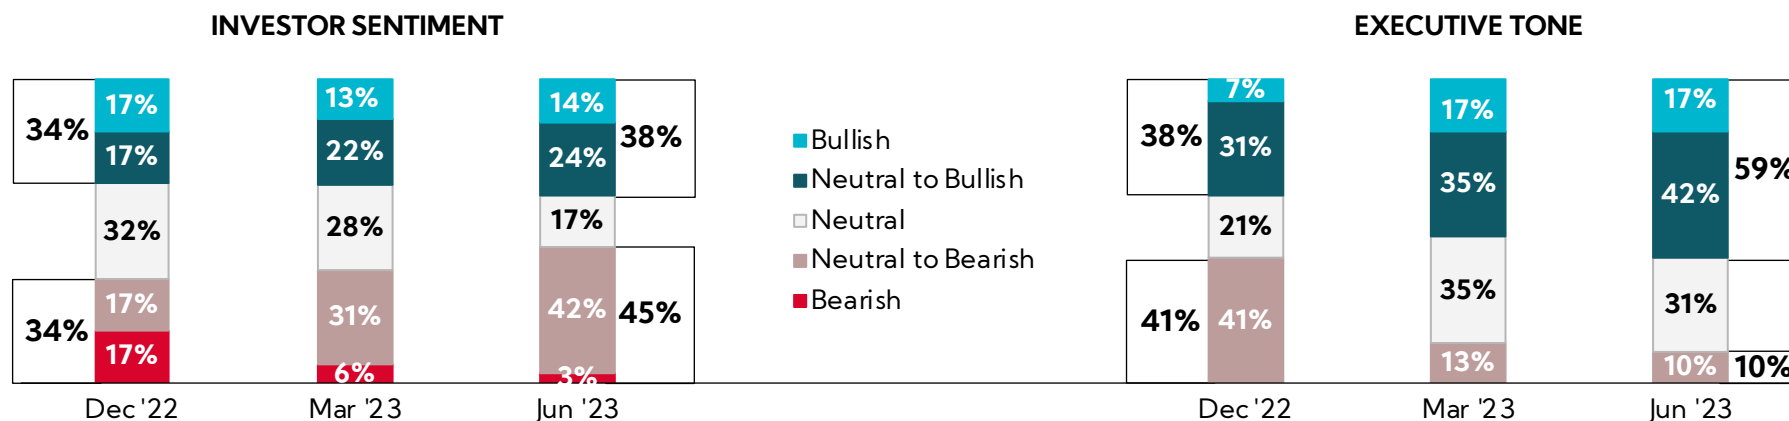 INVESTOR SENTIMENT
17%
17%
32%
17%
17%
34%
34%
13%
22%
28%
31%
6%
14%
24%
17%
42%
3%
38%
45%
Dec '22
Mar '23
Jun '23
Bullish
Neutral to Bullish
Neutral
Neutral to Bearish
Bearish
EXECUTIVE TONE
7%
31%
21%
41%
38%
41%
17%
35%
35%
13%
17%
42%
31%
10%
59%
10%
Dec '22
Mar '23
Jun '23